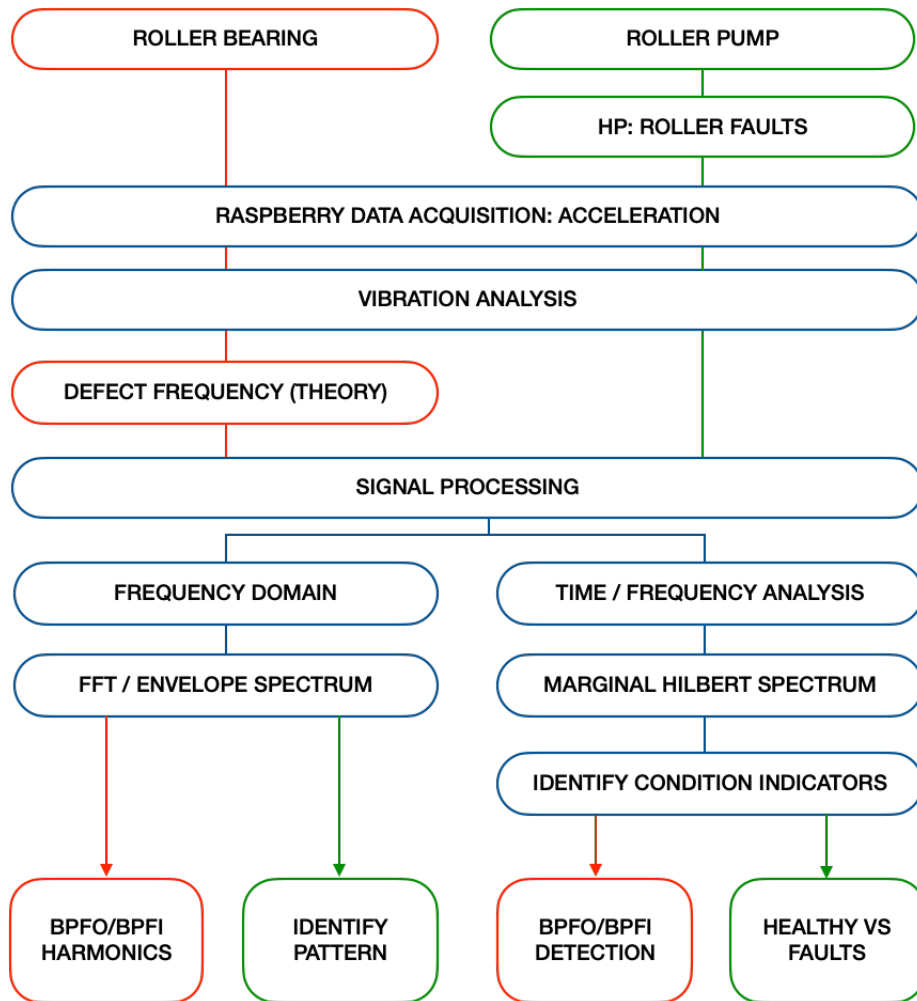 ROLLER BEARING
ROLLER PUMP
HP: ROLLER FAULTS
RASPBERRY DATA ACQUISITION: ACCELERATION
VIBRATION ANALYSIS
DEFECT FREQUENCY (THEORY)
SIGNAL PROCESSING
FREQUENCY DOMAIN
TIME / FREQUENCY ANALYSIS
FFT / ENVELOPE SPECTRUM
MARGINAL HILBERT SPECTRUM
IDENTIFY CONDITION INDICATORS
BPFO/BPFI
HARMONICS
IDENTIFY
PATTERN
BPFO/BPFI
DETECTION
HEALTHY VS
FAULTS